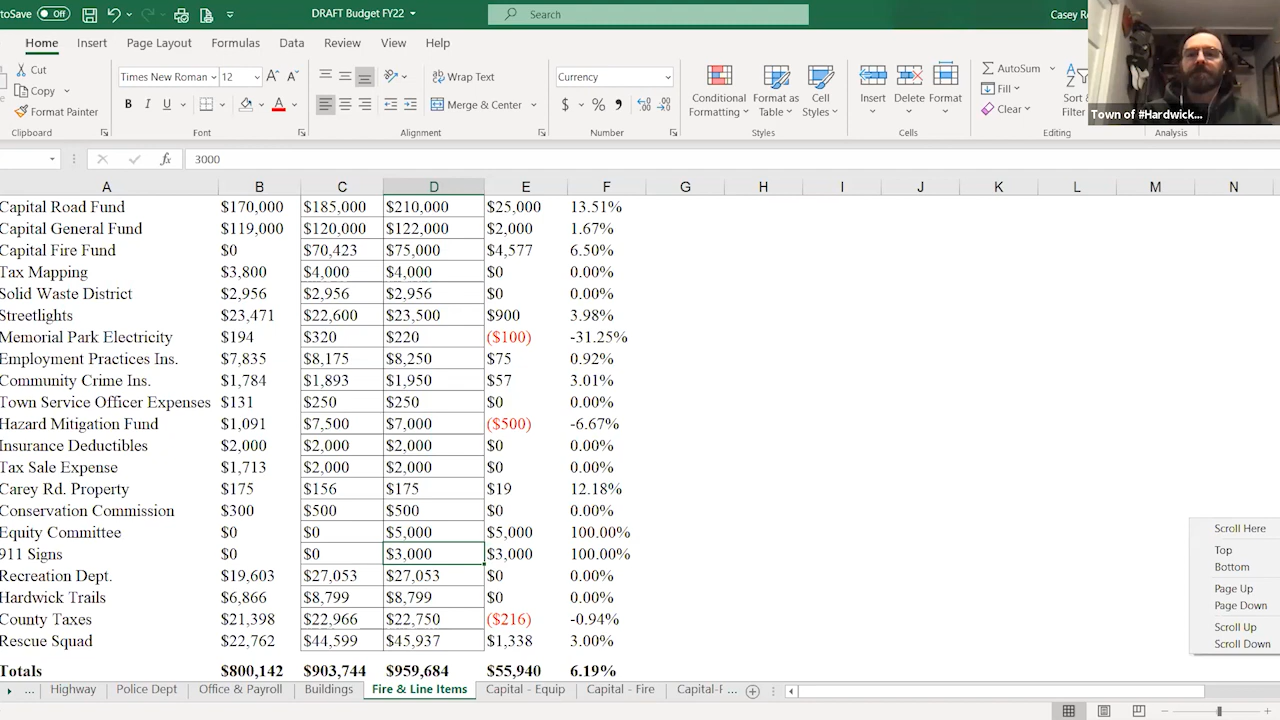 toSave Off DRAFT Budget FY22 Search Casey R
Home Insert Page Layout Formulas Data Review View Help
Cut
Copy
Format Painter
Times New Roman 12
B I U
Wrap Text
Merge & Center
Currency
$ % ,
Conditional Formatting
Format as Table
Cell Styles
Insert Delete Format
AutoSum
Fill
Clear
Sort
Filter
Town of #Hardwick...
Clipboard Font Alignment Number Styles Cells Editing Analysis
fx 3000
A B C D E F G H I J K L M N
Capital Road Fund $170,000 $185,000 $210,000 $25,000 13.51%
Capital General Fund $119,000 $120,000 $122,000 $2,000 1.67%
Capital Fire Fund $0 $70,423 $75,000 $4,577 6.50%
Tax Mapping $3,800 $4,000 $4,000 $0 0.00%
Solid Waste District $2,956 $2,956 $2,956 $0 0.00%
Streetlights $23,471 $22,600 $23,500 $900 3.98%
Memorial Park Electricity $194 $320 $220 ($100) -31.25%
Employment Practices Ins. $7,835 $8,175 $8,250 $75 0.92%
Community Crime Ins. $1,784 $1,893 $1,950 $57 3.01%
Town Service Officer Expenses $131 $250 $250 $0 0.00%
Hazard Mitigation Fund $1,091 $7,500 $7,000 ($500) -6.67%
Insurance Deductibles $2,000 $2,000 $2,000 $0 0.00%
Tax Sale Expense $1,713 $2,000 $2,000 $0 0.00%
Carey Rd. Property $175 $156 $175 $19 12.18%
Conservation Commission $300 $500 $500 $0 0.00%
Equity Committee $0 $0 $5,000 $5,000 100.00%
911 Signs $0 $0 $3,000 $3,000 100.00%
Recreation Dept. $19,603 $27,053 $27,053 $0 0.00%
Hardwick Trails $6,866 $8,799 $8,799 $0 0.00%
County Taxes $21,398 $22,966 $22,750 ($216) -0.94%
Rescue Squad $22,762 $44,599 $45,937 $1,338 3.00%
Totals $800,142 $903,744 $959,684 $55,940 6.19%
Scroll Here
Top
Bottom
Page Up
Page Down
Scroll Up
Scroll Down
... Highway Police Dept Office & Payroll Buildings Fire & Line Items Capital - Equip Capital - Fire Capital-F ...